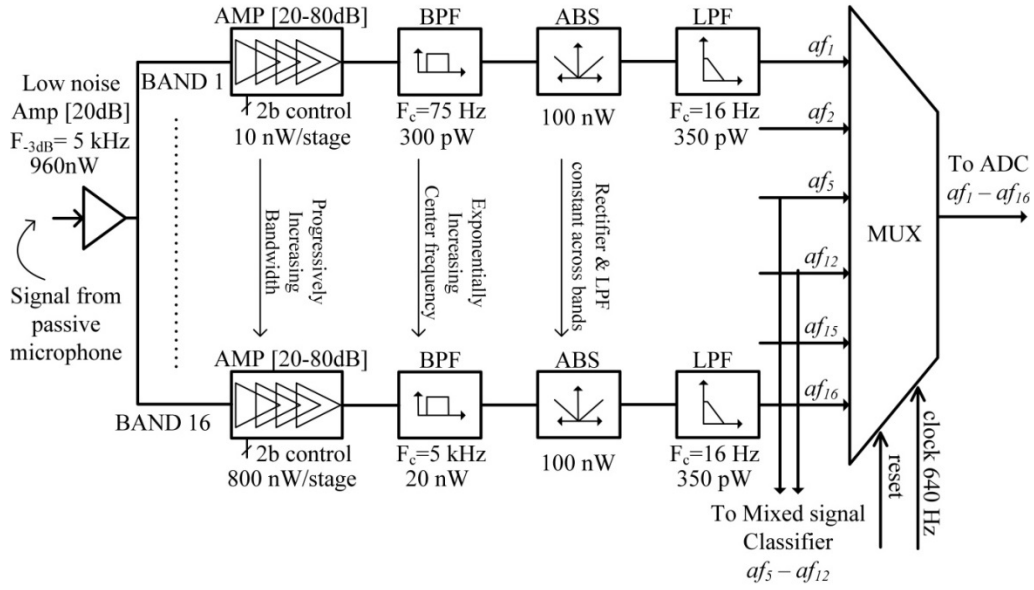 AMP [20-80dB]
BPF
ABS
LPF
Low noise
Amp [20dB]
F-3dB= 5 kHz
960nW
BAND 1
2b control
10 nW/stage
Fc=75 Hz
300 pW
100 nW
Fc=16 Hz
350 pW
af1
af2
af5
af12
af15
af16
MUX
To ADC
af1 – af16
Progressively
Increasing
Bandwidth
Exponentially
Increasing
Center frequency
Rectifier & LPF
constant across bands
Signal from
passive
microphone
AMP [20-80dB]
BPF
ABS
LPF
BAND 16
2b control
800 nW/stage
Fc=5 kHz
20 nW
100 nW
Fc=16 Hz
350 pW
To Mixed signal
Classifier
af5 – af12
reset
clock 640 Hz